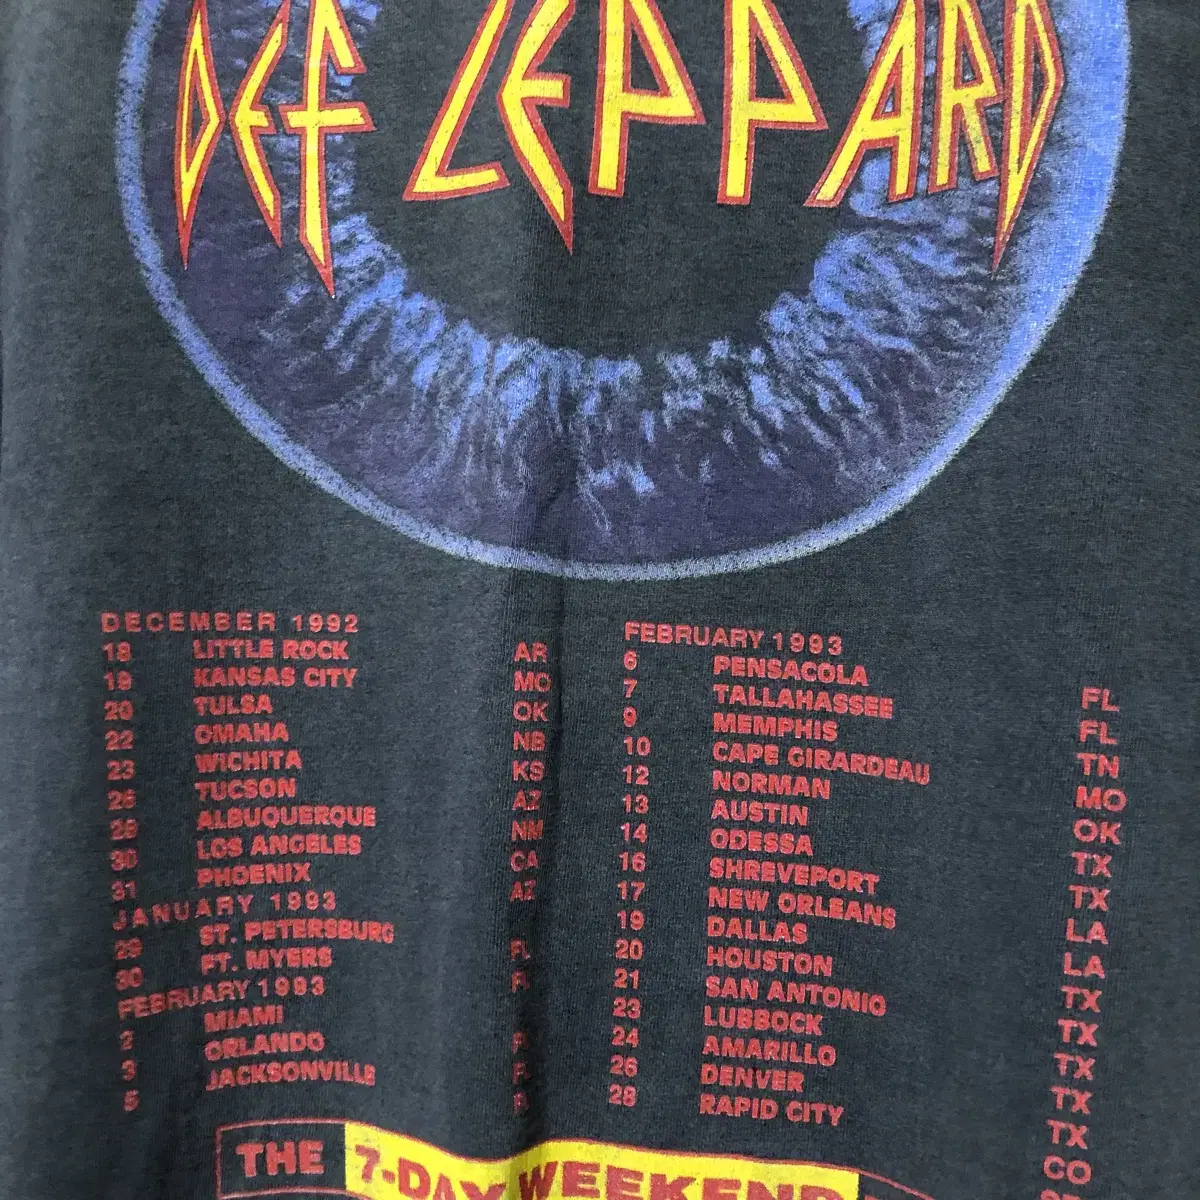 DEF LEPPARD
DECEMBER 1992
18 LITTLE ROCK AR
19 KANSAS CITY MO
20 TULSA OK
22 OMAHA NB
23 WICHITA KS
26 TUCSON AZ
29 ALBUQUERQUE NM
30 LOS ANGELES CA
31 PHOENIX AZ
JANUARY 1993
29 ST. PETERSBURG FL
30 FT. MYERS FL
FEBRUARY 1993
2 MIAMI
3 ORLANDO
5 JACKSONVILLE
FEBRUARY 1993
6 PENSACOLA FL
7 TALLAHASSEE FL
9 MEMPHIS TN
10 CAPE GIRARDEAU MO
12 NORMAN OK
13 AUSTIN TX
14 ODESSA TX
16 SHREVEPORT LA
17 NEW ORLEANS LA
19 DALLAS TX
20 HOUSTON TX
21 SAN ANTONIO TX
23 LUBBOCK TX
24 AMARILLO TX
26 DENVER CO
28 RAPID CITY
THE 7-DAY WEEKEND